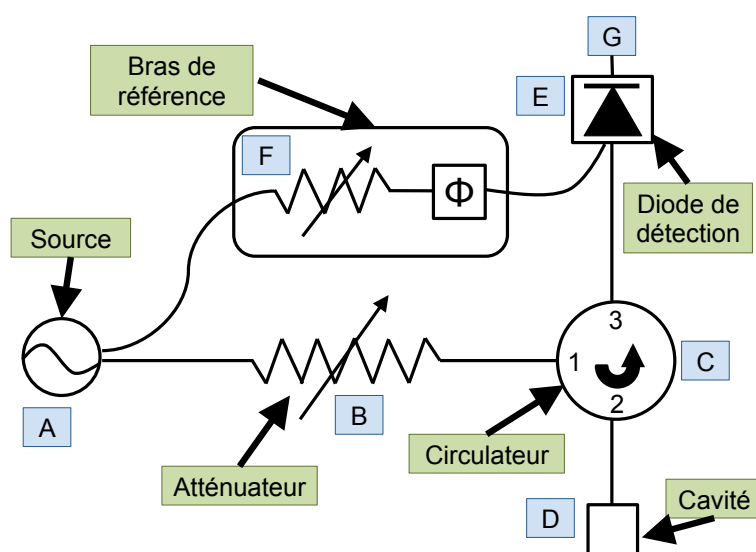 G
Bras de
référence
E
F
Φ
Diode de
détection
Source
3
1
2
C
A
B
Circulateur
Atténuateur
D
Cavité